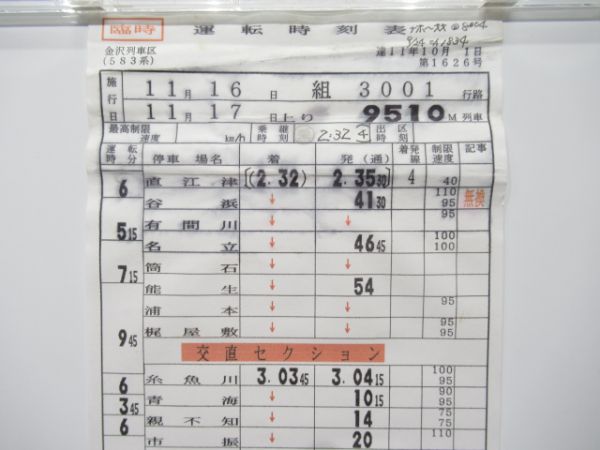 臨時 運転時刻表
金沢列車区 達11年10月1日
(583系) 第1626号
施行日 11月16日 組 3001 行路
11月17日 上り 9510M 列車
最高制限速度 km/h 乗継時刻 2:32 4 出区時刻
運転時分 停車場名 着 発(通) 着発線 制限速度 記事
直江津 (2.32) 2.35 30 4 40
6 谷浜 ↓ 41 30 110 95 無換
有間川 ↓ ↓ 95
5 15 名立 ↓ 46 45 100 100
筒石 ↓ ↓
7 15 能生 ↓ 54
浦本 ↓ ↓ 95
9 45 梶屋敷 ↓ ↓ 95 95
交直セクション
糸魚川 3.03 45 3.04 15 100 95
6 青海 ↓ 10 15 90 95
3 45 親不知 ↓ 14 75 75
6 市振 ↓ 20 110